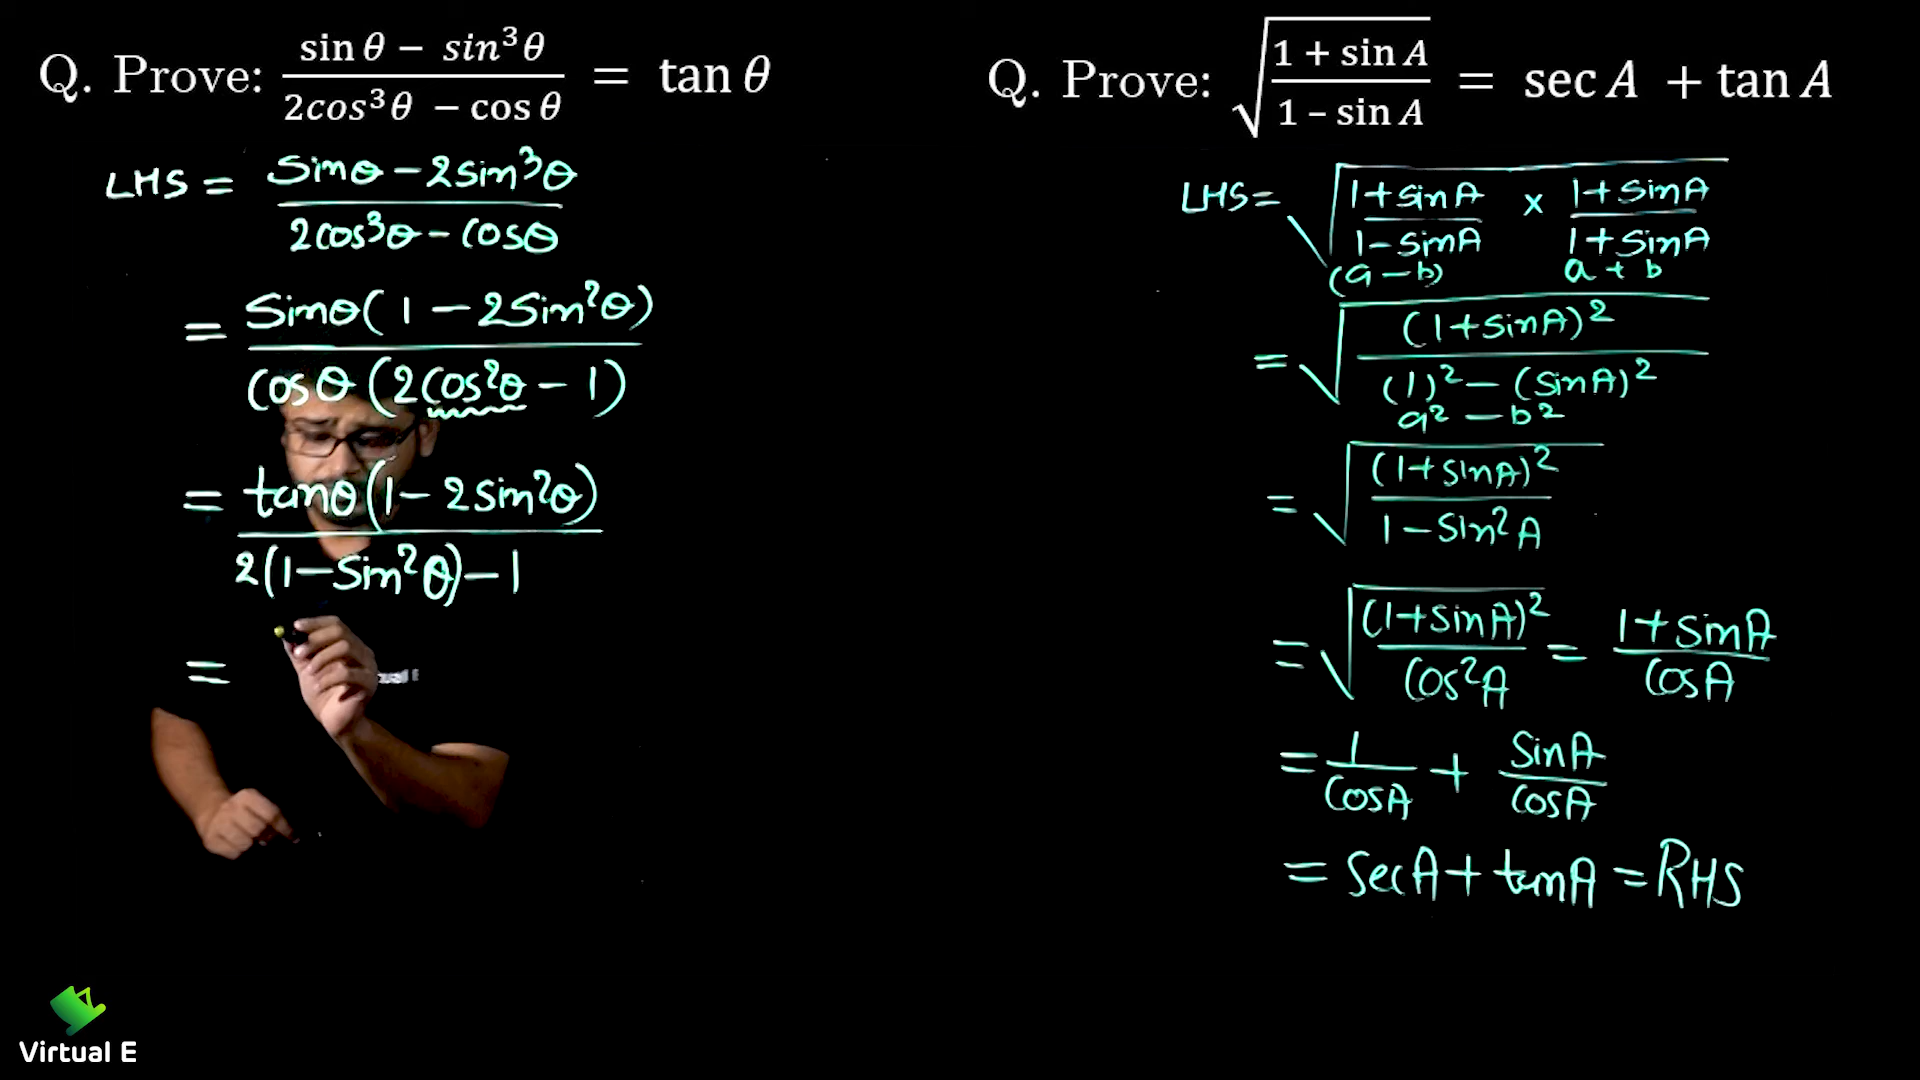 Q. Prove: (sin θ − sin³θ)/(2cos³θ − cos θ) = tan θ
LHS = (Sinθ − 2sin³θ)/(2cos³θ − Cosθ)
= Sinθ(1 − 2Sin²θ)/Cosθ(2Cos²θ − 1)
= tanθ(1 − 2Sin²θ)/2(1 − Sin²θ) − 1
=
Q. Prove: √((1 + sin A)/(1 − sin A)) = sec A + tan A
LHS = √((1+sinA)/(1−SinA) × (1+SinA)/(1+SinA))
(a − b) a + b
= √((1+SinA)²/((1)² − (SinA)²))
a² − b²
= √((1+sinA)²/(1 − Sin²A))
= √((1+sinA)²/Cos²A) = (1+SinA)/CosA
= 1/CosA + SinA/CosA
= SecA + tanA = RHS
Virtual E